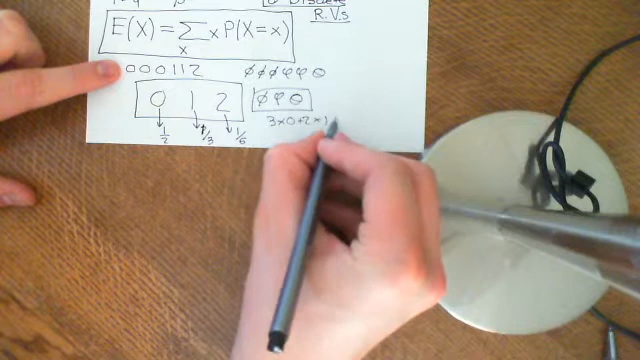 Discrete
R.V.s
E(X) = ∑ₓ x P(X=x)
000112 φφφφφΘ
0 1 2 φφΘ
1/2 1/3 1/6
3×0+2×1